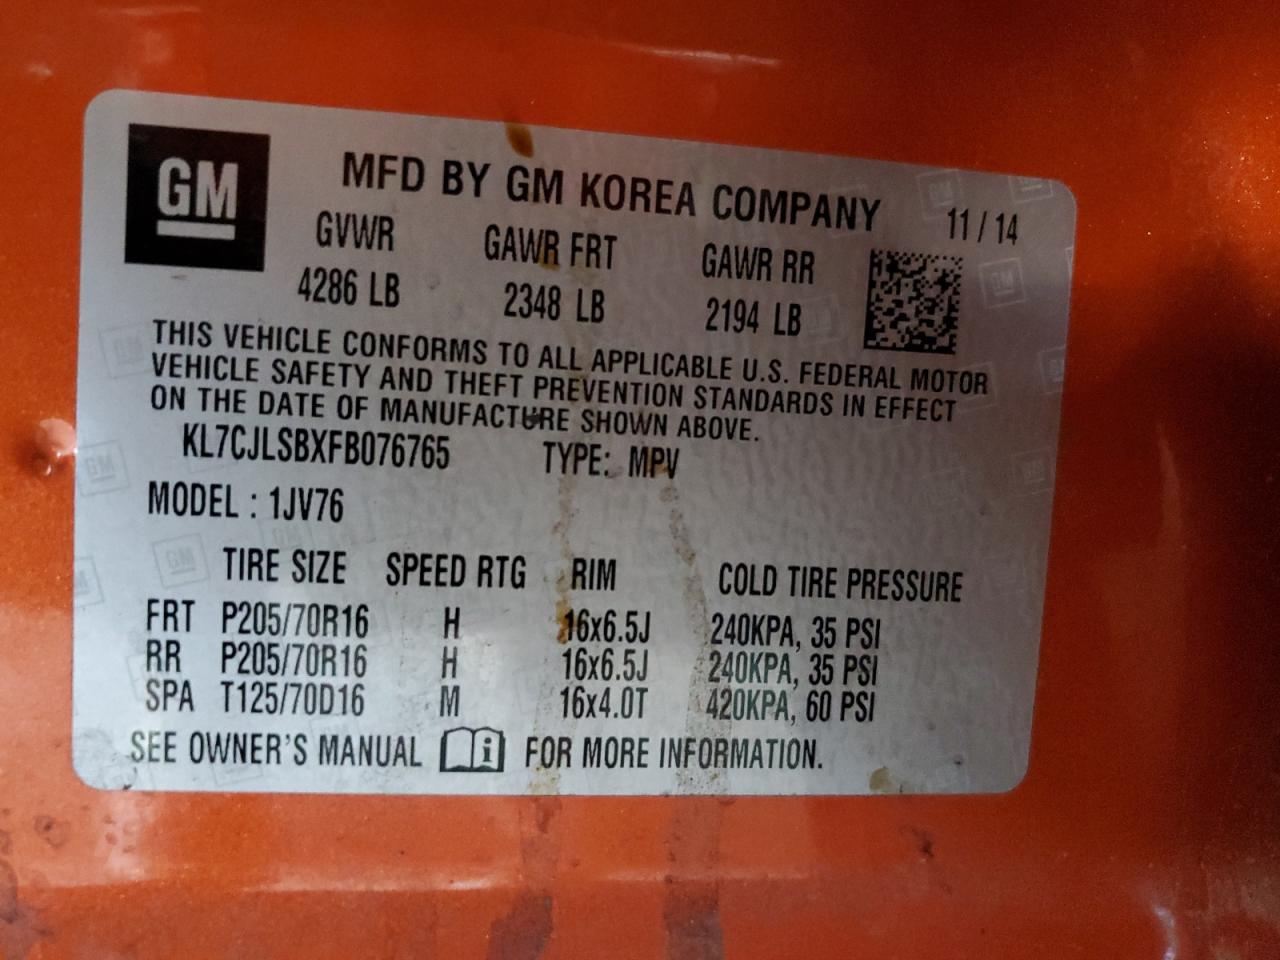 GM
MFD BY GM KOREA COMPANY 11 / 14
GVWR GAWR FRT GAWR RR
4286 LB 2348 LB 2194 LB
THIS VEHICLE CONFORMS TO ALL APPLICABLE U.S. FEDERAL MOTOR
VEHICLE SAFETY AND THEFT PREVENTION STANDARDS IN EFFECT
ON THE DATE OF MANUFACTURE SHOWN ABOVE.
KL7CJLSBXFB076765 TYPE: MPV
MODEL : 1JV76
TIRE SIZE SPEED RTG RIM COLD TIRE PRESSURE
FRT P205/70R16 H 16x6.5J 240KPA, 35 PSI
RR P205/70R16 H 16x6.5J 240KPA, 35 PSI
SPA T125/70D16 M 16x4.0T 420KPA, 60 PSI
SEE OWNER'S MANUAL i FOR MORE INFORMATION.